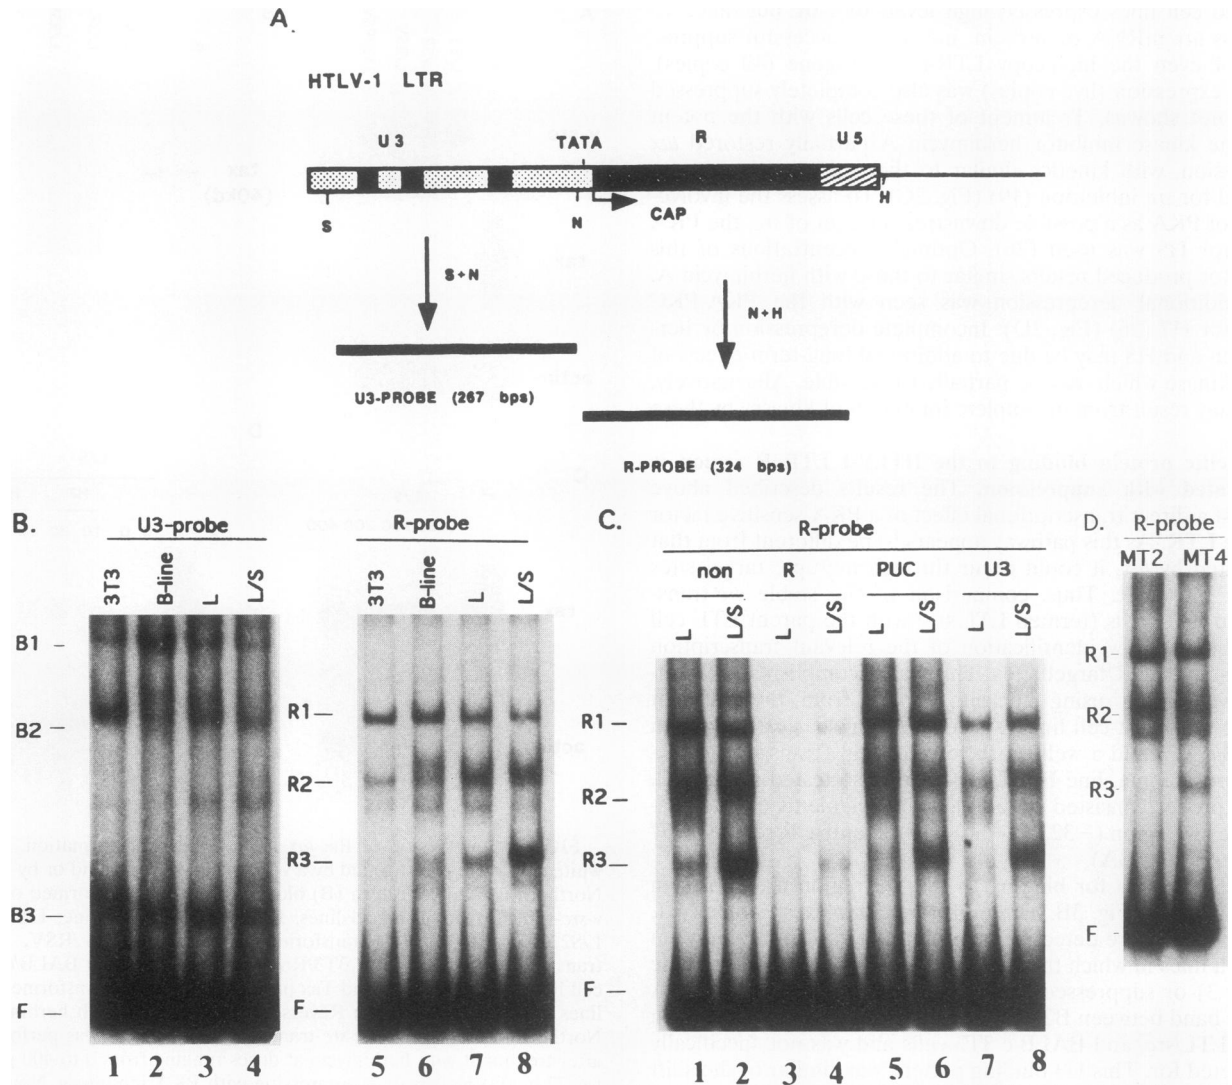 A.
HTLV-1 LTR
U3 TATA R U5
S N CAP H
S+N
N+H
U3-PROBE (267 bps)
R-PROBE (324 bps)
B.
U3-probe
3T3 B-line L L/S
B1
B2
B3
F
1 2 3 4
R-probe
3T3 B-line L L/S
R1
R2
R3
F
5 6 7 8
C.
R-probe
non R PUC U3
L L/S L L/S L L/S L L/S
R1
R2
R3
F
1 2 3 4 5 6 7 8
D.
R-probe
MT2 MT4
R1
R2
R3
F